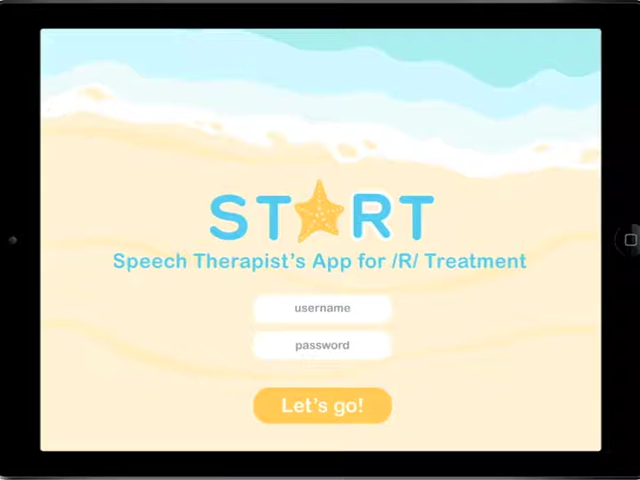 START
Speech Therapist's App for /R/ Treatment
username
password
Let's go!